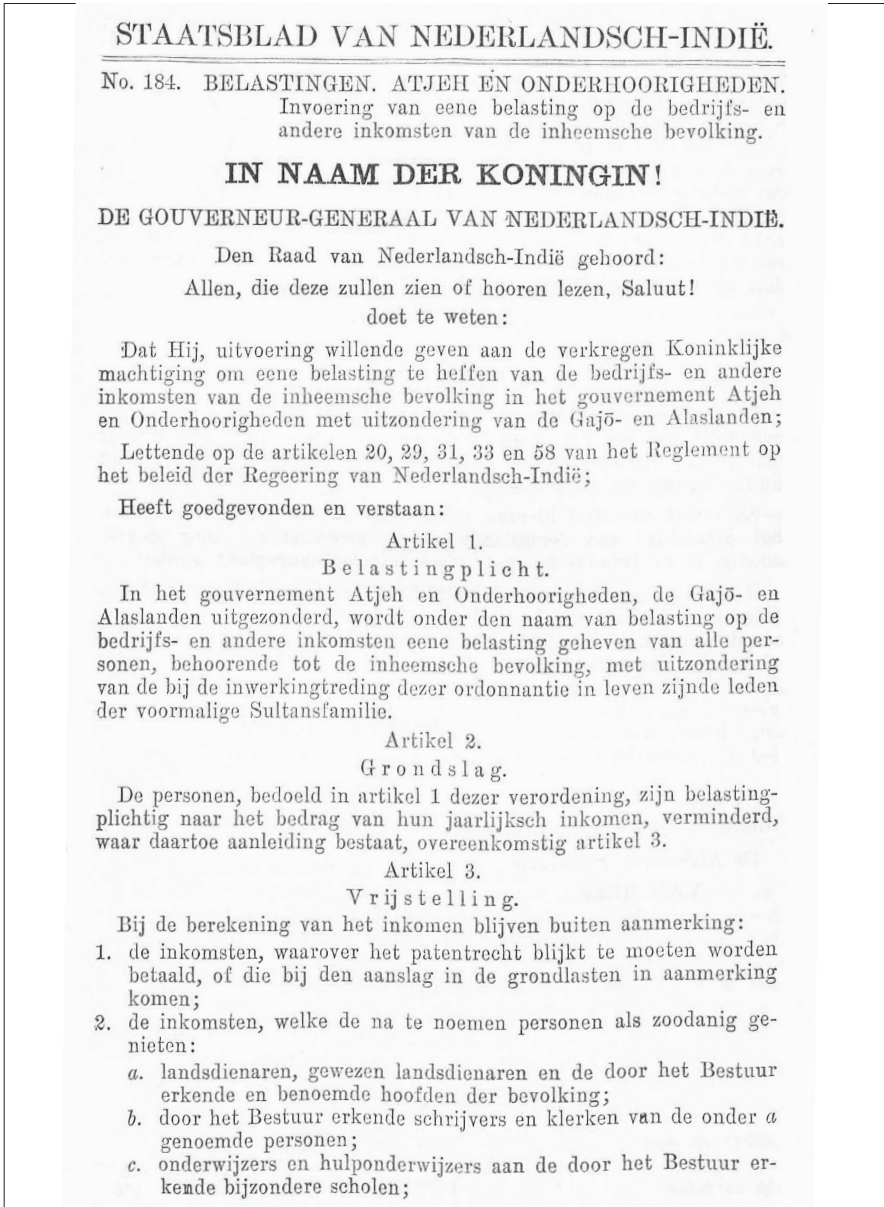 STAATSBLAD VAN NEDERLANDSCH-INDIË.
No. 184. BELASTINGEN. ATJEH EN ONDERHOORIGHEDEN.
Invoering van eene belasting op de bedrijfs- en
andere inkomsten van de inheemsche bevolking.
IN NAAM DER KONINGIN!
DE GOUVERNEUR-GENERAAL VAN NEDERLANDSCH-INDIË.
Den Raad van Nederlandsch-Indië gehoord:
Allen, die deze zullen zien of hooren lezen, Saluut!
doet te weten:
Dat Hij, uitvoering willende geven aan de verkregen Koninklijke
machtiging om eene belasting te heffen van de bedrijfs- en andere
inkomsten van de inheemsche bevolking in het gouvernement Atjeh
en Onderhoorigheden met uitzondering van de Gajō- en Alaslanden;
Lettende op de artikelen 20, 29, 31, 33 en 58 van het Reglement op
het beleid der Regeering van Nederlandsch-Indië;
Heeft goedgevonden en verstaan:
Artikel 1.
Belastingplicht.
In het gouvernement Atjeh en Onderhoorigheden, de Gajō- en
Alaslanden uitgezonderd, wordt onder den naam van belasting op de
bedrijfs- en andere inkomsten eene belasting geheven van alle per-
sonen, behoorende tot de inheemsche bevolking, met uitzondering
van de bij de inwerkingtreding dezer ordonnantie in leven zijnde leden
der voormalige Sultansfamilie.
Artikel 2.
Grondslag.
De personen, bedoeld in artikel 1 dezer verordening, zijn belasting-
plichtig naar het bedrag van hun jaarlijksch inkomen, verminderd,
waar daartoe aanleiding bestaat, overeenkomstig artikel 3.
Artikel 3.
Vrijstelling.
Bij de berekening van het inkomen blijven buiten aanmerking:
1. de inkomsten, waarover het patentrecht blijkt te moeten worden
betaald, of die bij den aanslag in de grondlasten in aanmerking
komen;
2. de inkomsten, welke de na te noemen personen als zoodanig ge-
nieten:
a. landsdienaren, gewezen landsdienaren en de door het Bestuur
erkende en benoemde hoofden der bevolking;
b. door het Bestuur erkende schrijvers en klerken van de onder a
genoemde personen;
c. onderwijzers en hulponderwijzers aan de door het Bestuur er-
kende bijzondere scholen;